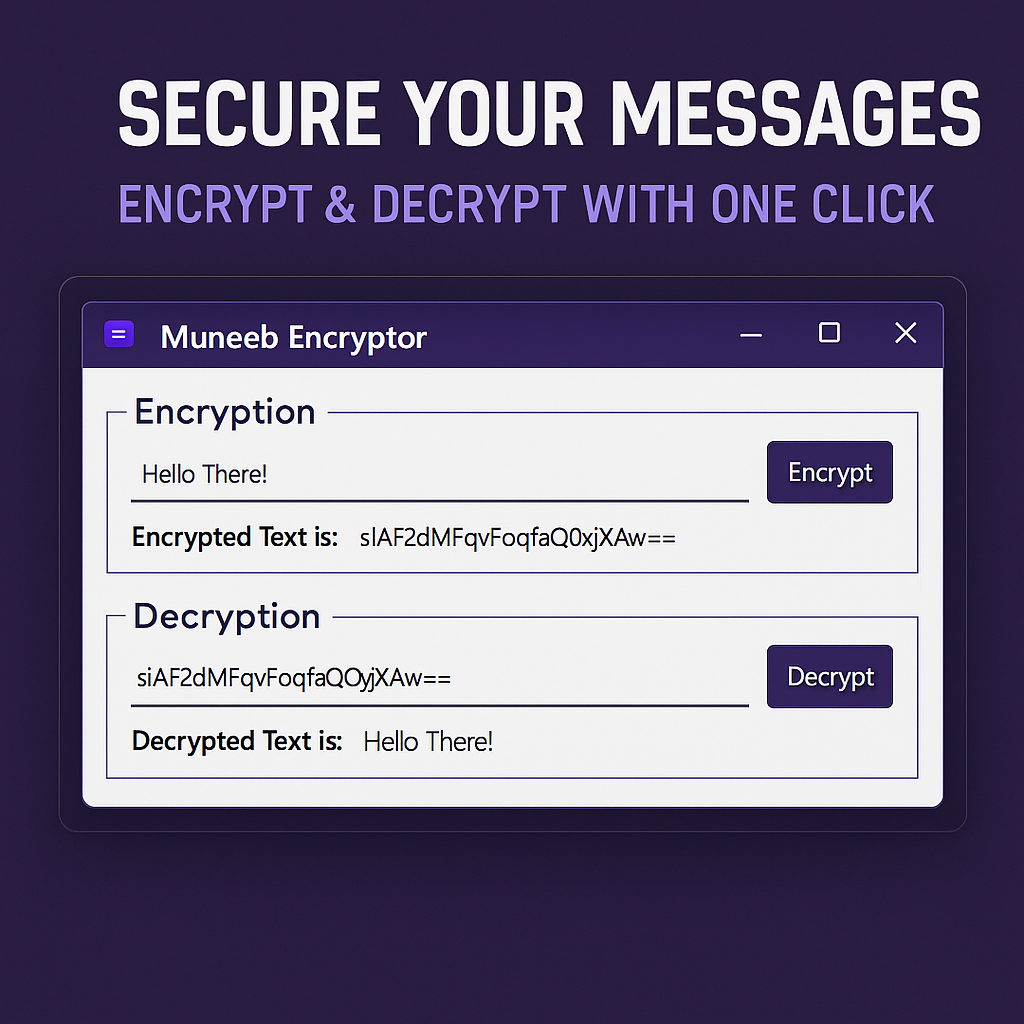 SECURE YOUR MESSAGES
ENCRYPT & DECRYPT WITH ONE CLICK
Muneeb Encryptor
Encryption
Hello There!
Encrypt
Encrypted Text is: slAF2dMFqvFoqfaQ0xjXAw==
Decryption
siAF2dMFqvFoqfaQOyjXAw==
Decrypt
Decrypted Text is: Hello There!